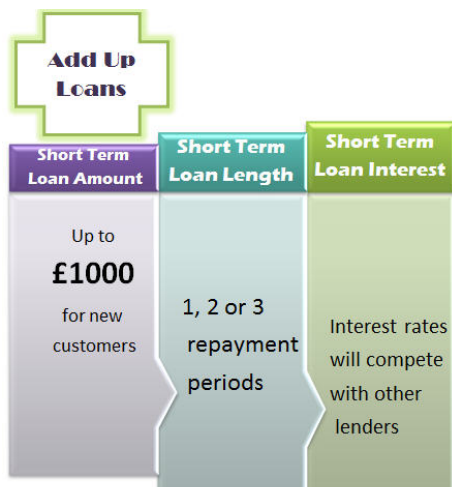 Add Up
Loans
Short Term
Loan Amount
Up to
£1000
for new
customers
Short Term
Loan Length
1, 2 or 3
repayment
periods
Short Term
Loan Interest
Interest rates
will compete
with other
lenders